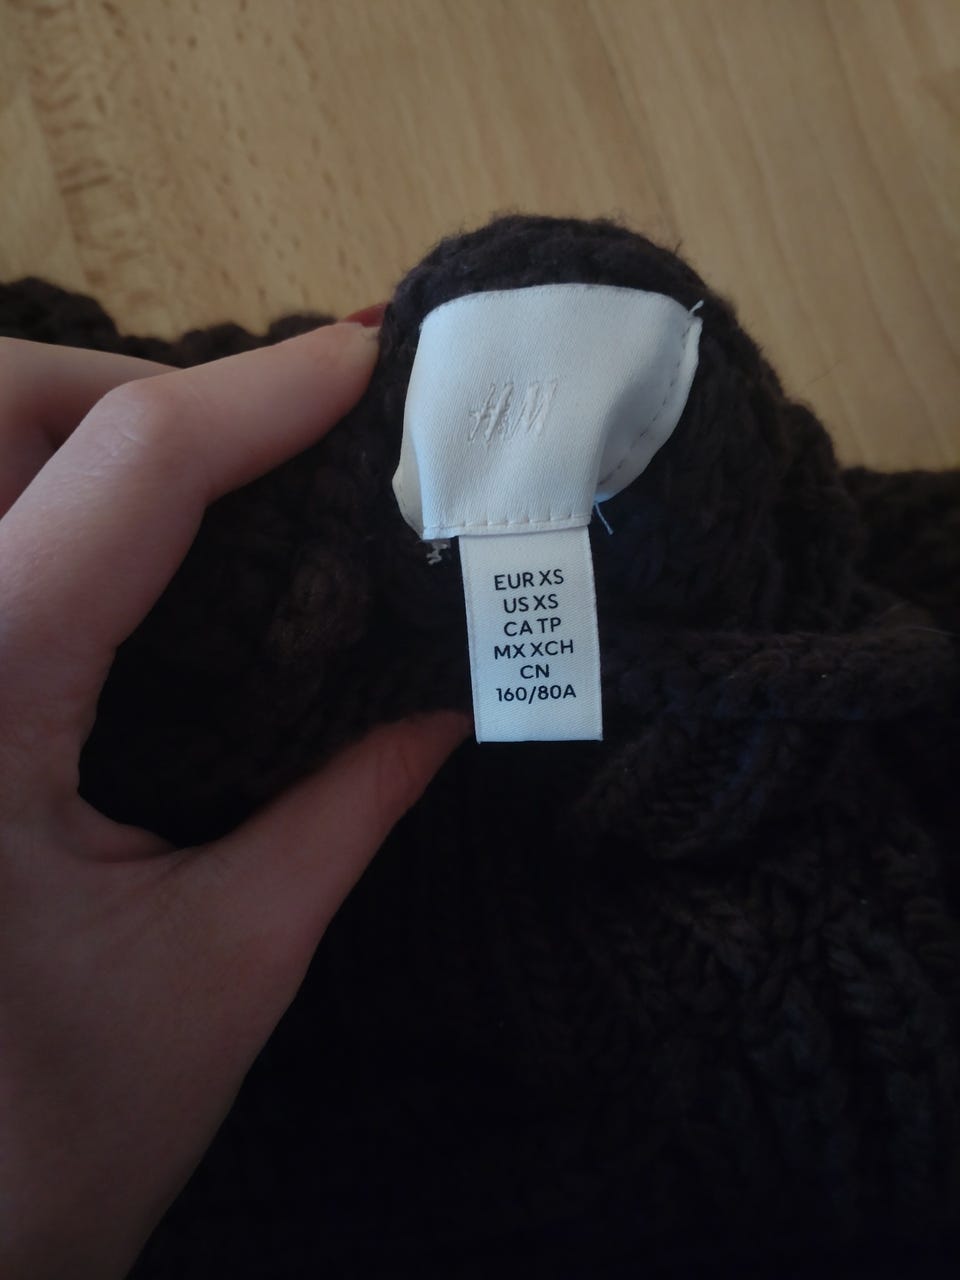 H&M
EUR XS
US XS
CA TP
MX XCH
CN
160/80A